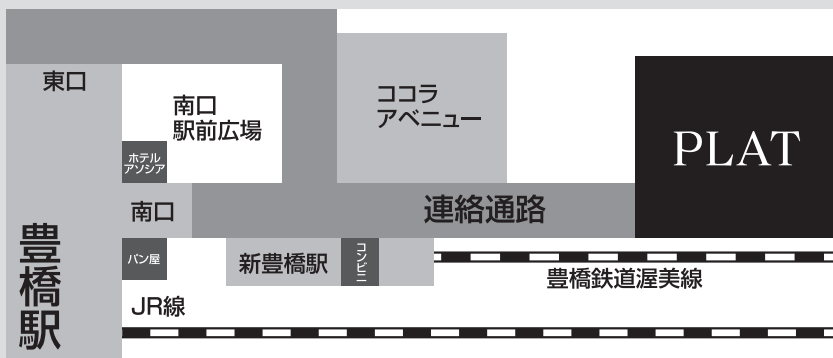 東口
南口
駅前広場
ココラ
アベニュー
PLAT
ホテル
アソシア
南口
連絡通路
豊橋駅
パン屋
新豊橋駅
コンビニ
豊橋鉄道渥美線
JR線